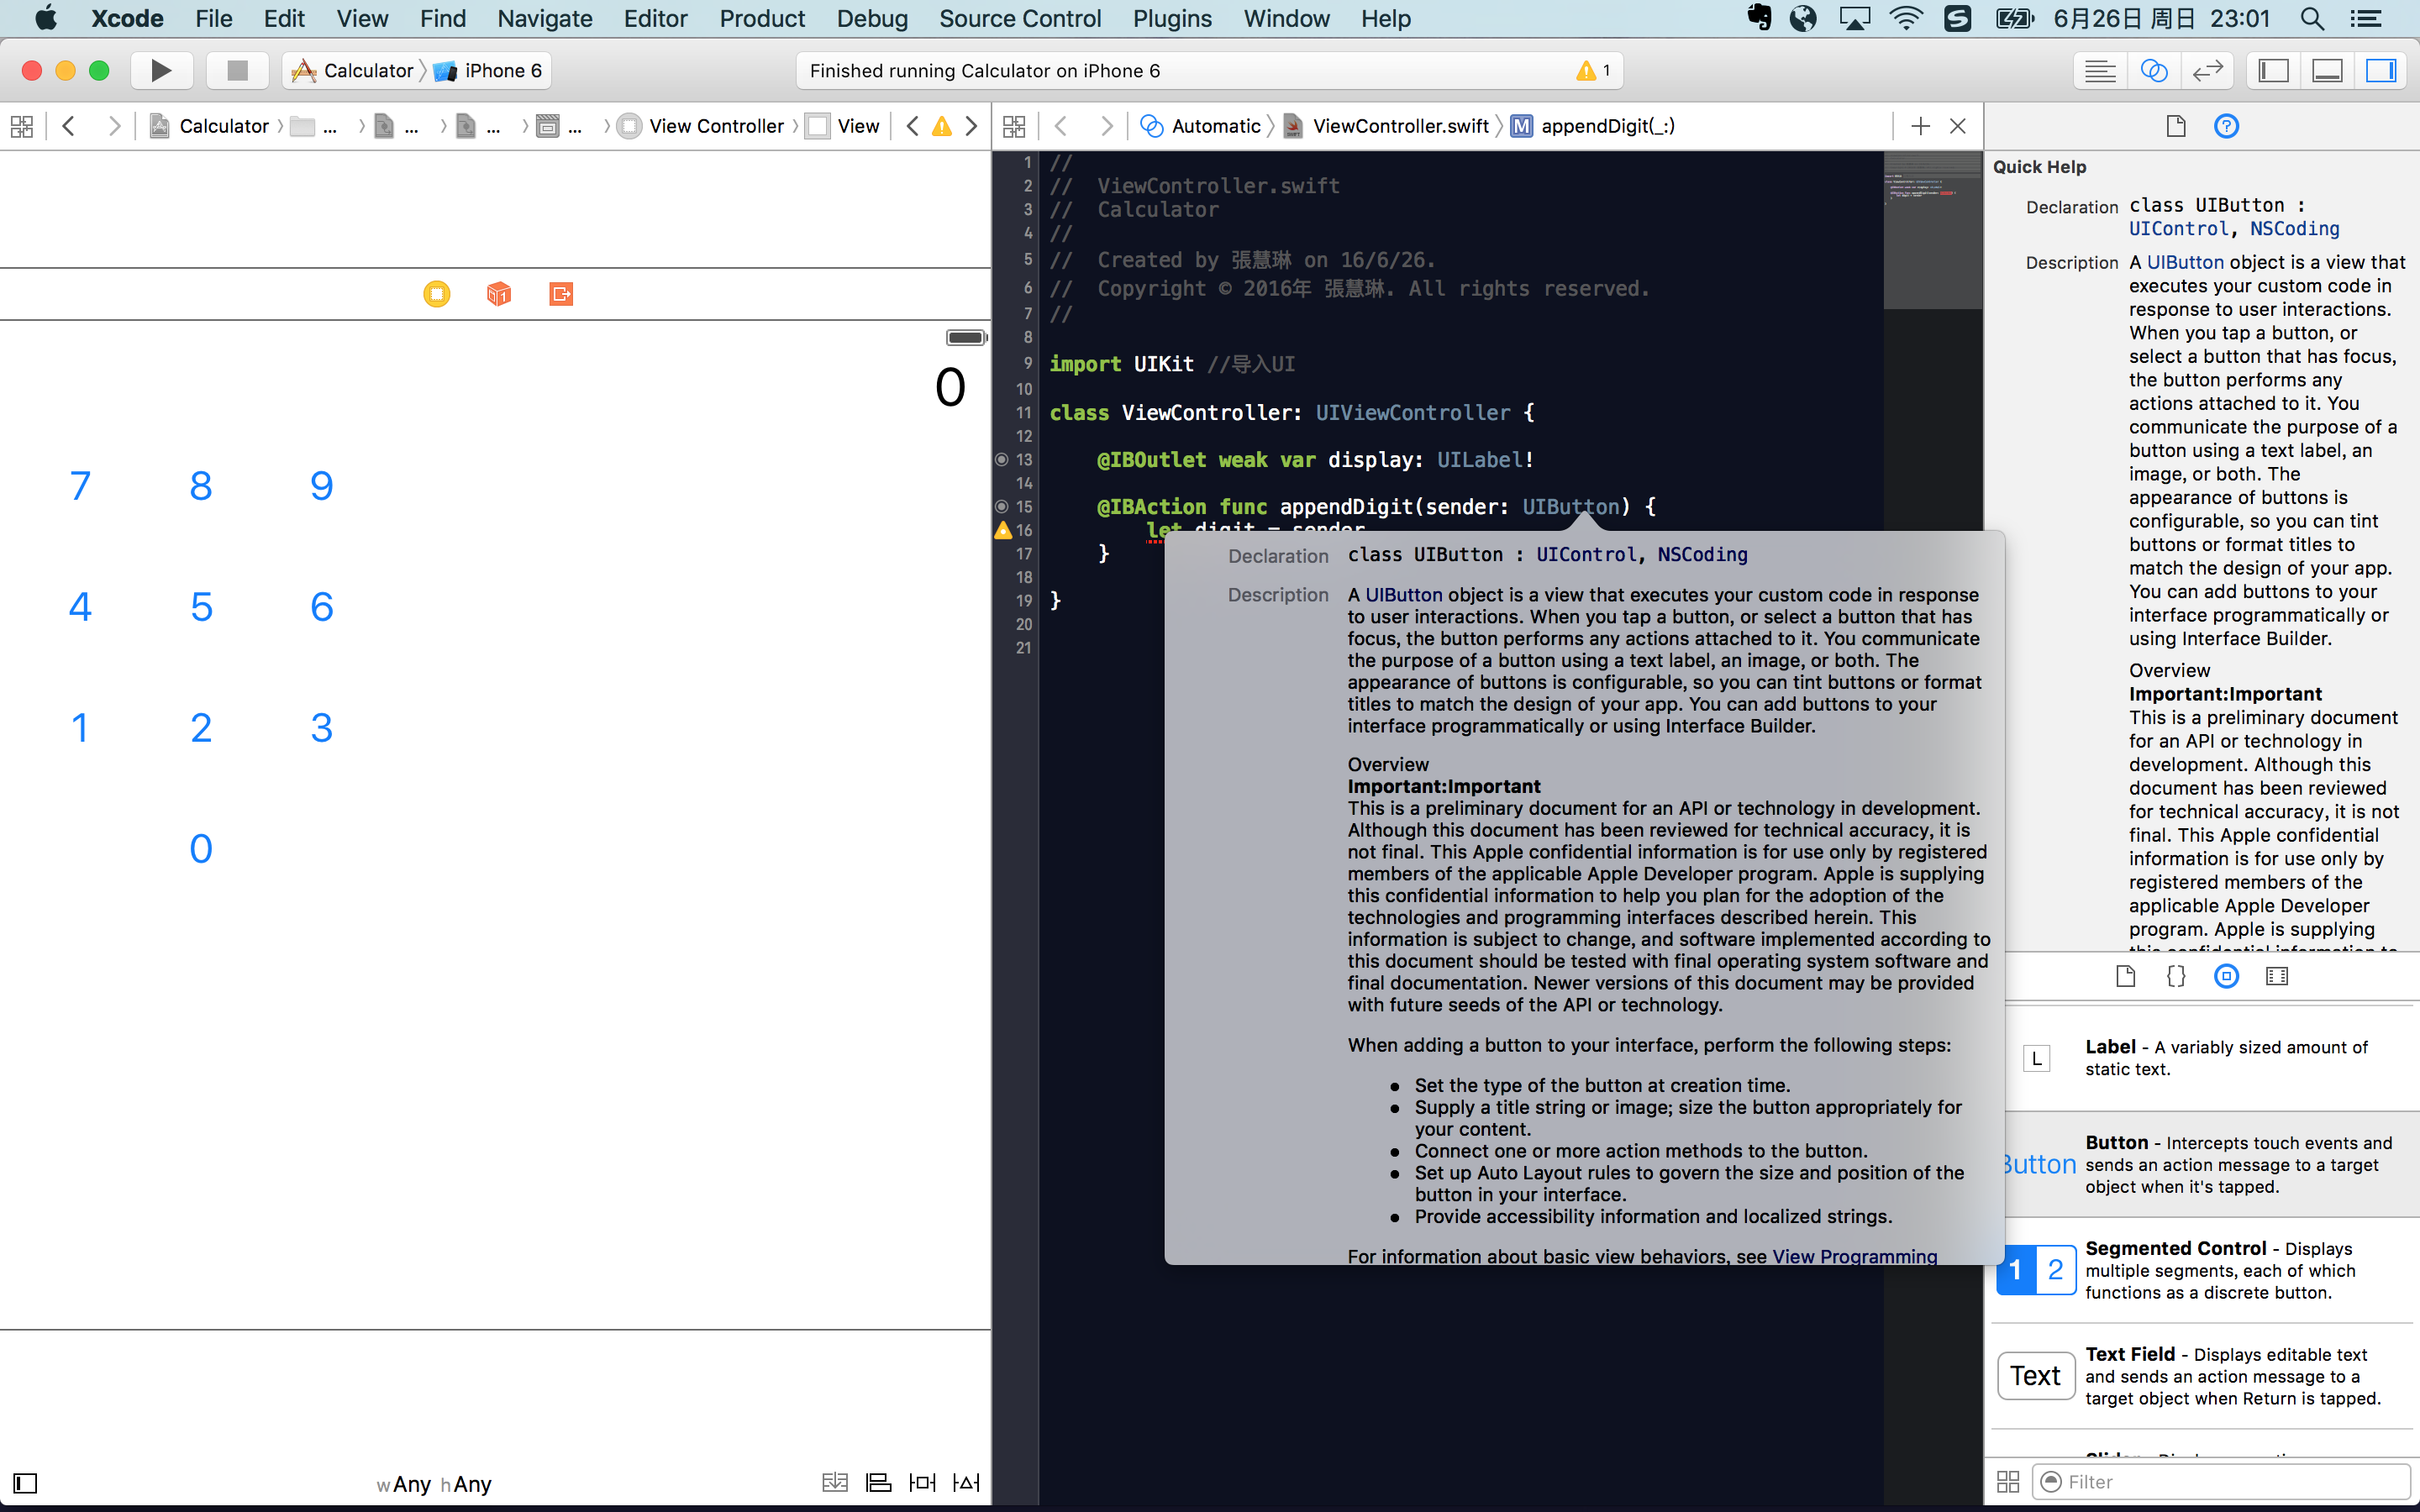 Xcode File Edit View Find Navigate Editor Product Debug Source Control Plugins Window Help 6月26日 周日 23:01
Calculator iPhone 6
Finished running Calculator on iPhone 6 1
Calculator ... ... ... ... View Controller View
Automatic ViewController.swift M appendDigit(_:)
7 8 9
4 5 6
1 2 3
0
0
wAny hAny
1 //
2 // ViewController.swift
3 // Calculator
4 //
5 // Created by 張慧琳 on 16/6/26.
6 // Copyright © 2016年 張慧琳. All rights reserved.
7 //
8
9 import UIKit //导入UI
10
11 class ViewController: UIViewController {
12
13 @IBOutlet weak var display: UILabel!
14
15 @IBAction func appendDigit(sender: UIButton) {
16 let digit = sender
17 }
18
19 }
20
21
Declaration class UIButton : UIControl, NSCoding
Description A UIButton object is a view that executes your custom code in response
to user interactions. When you tap a button, or select a button that has
focus, the button performs any actions attached to it. You communicate
the purpose of a button using a text label, an image, or both. The
appearance of buttons is configurable, so you can tint buttons or format
titles to match the design of your app. You can add buttons to your
interface programmatically or using Interface Builder.
Overview
Important:Important
This is a preliminary document for an API or technology in development.
Although this document has been reviewed for technical accuracy, it is
not final. This Apple confidential information is for use only by registered
members of the applicable Apple Developer program. Apple is supplying
this confidential information to help you plan for the adoption of the
technologies and programming interfaces described herein. This
information is subject to change, and software implemented according to
this document should be tested with final operating system software and
final documentation. Newer versions of this document may be provided
with future seeds of the API or technology.
When adding a button to your interface, perform the following steps:
● Set the type of the button at creation time.
● Supply a title string or image; size the button appropriately for
your content.
● Connect one or more action methods to the button.
● Set up Auto Layout rules to govern the size and position of the
button in your interface.
● Provide accessibility information and localized strings.
For information about basic view behaviors, see View Programming
Quick Help
Declaration class UIButton :
UIControl, NSCoding
Description A UIButton object is a view that
executes your custom code in
response to user interactions.
When you tap a button, or
select a button that has focus,
the button performs any
actions attached to it. You
communicate the purpose of a
button using a text label, an
image, or both. The
appearance of buttons is
configurable, so you can tint
buttons or format titles to
match the design of your app.
You can add buttons to your
interface programmatically or
using Interface Builder.
Overview
Important:Important
This is a preliminary document
for an API or technology in
development. Although this
document has been reviewed
for technical accuracy, it is not
final. This Apple confidential
information is for use only by
registered members of the
applicable Apple Developer
program. Apple is supplying
this confidential information to
{}
L
Label - A variably sized amount of
static text.
Button
Button - Intercepts touch events and
sends an action message to a target
object when it's tapped.
1 2
Segmented Control - Displays
multiple segments, each of which
functions as a discrete button.
Text
Text Field - Displays editable text
and sends an action message to a
target object when Return is tapped.
Filter